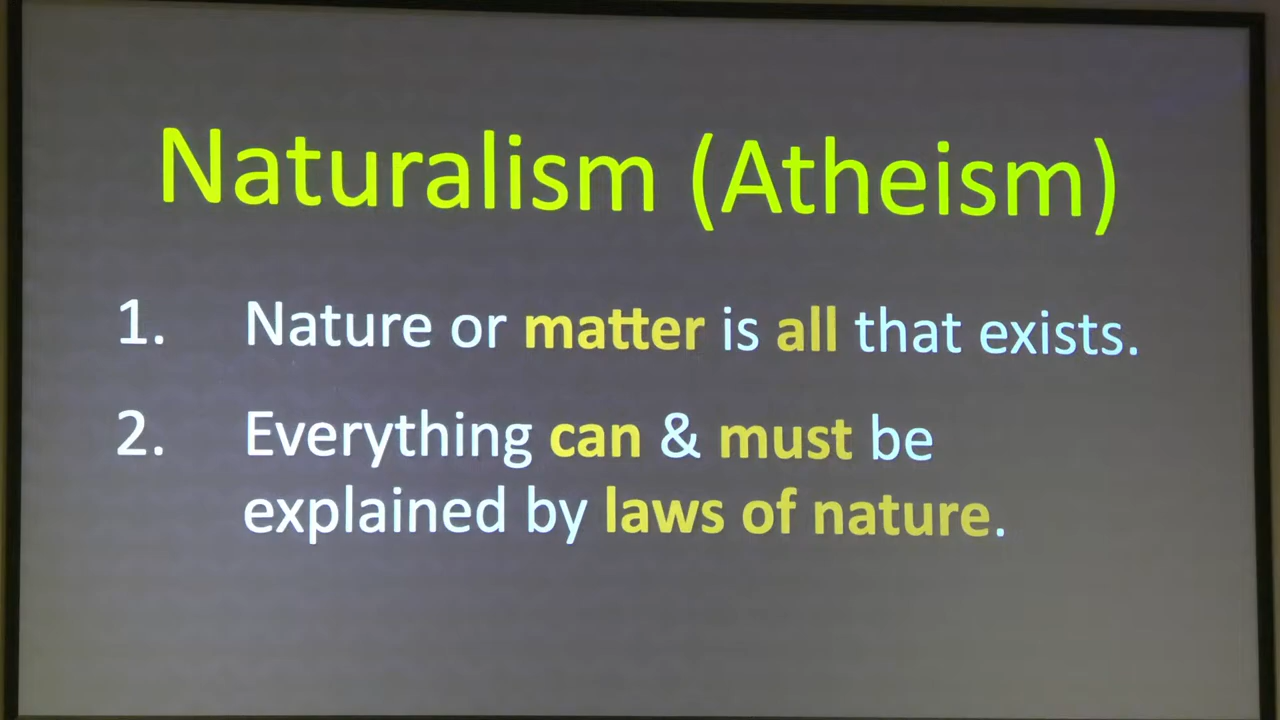 Naturalism (Atheism)
1. Nature or matter is all that exists.
2. Everything can & must be
explained by laws of nature.